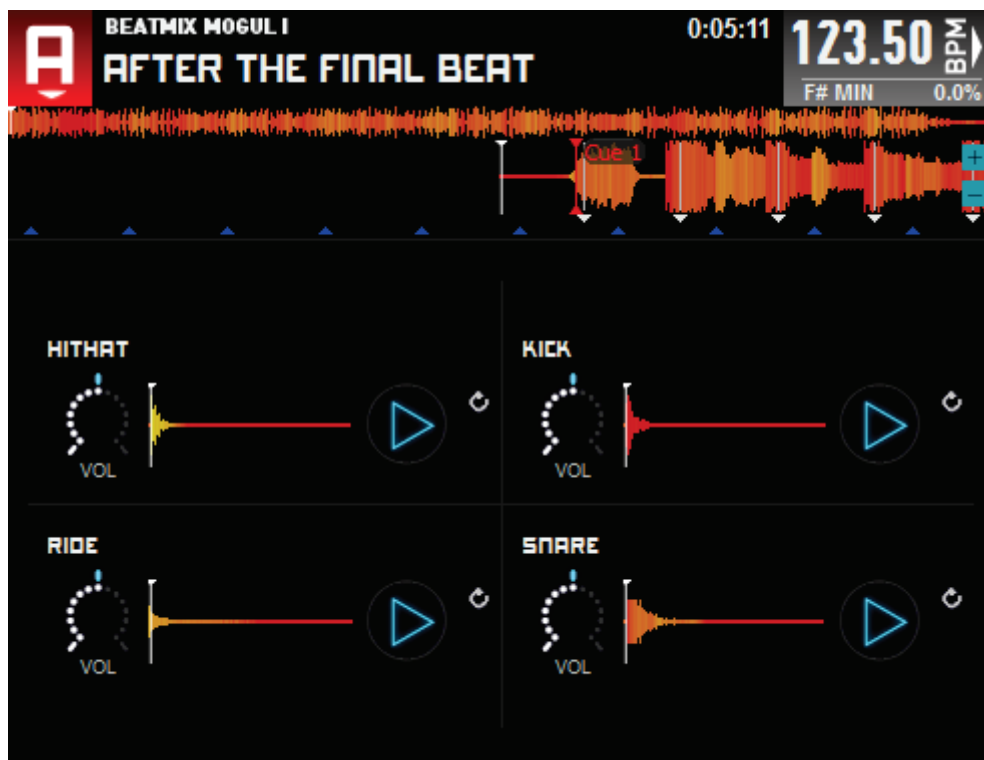 A
BEATMIX MOGUL I
AFTER THE FINAL BEAT
0:05:11
123.50 BPM
F# MIN 0.0%
Cue 1
+
−
HITHAT
VOL
KICK
VOL
RIDE
VOL
SNARE
VOL